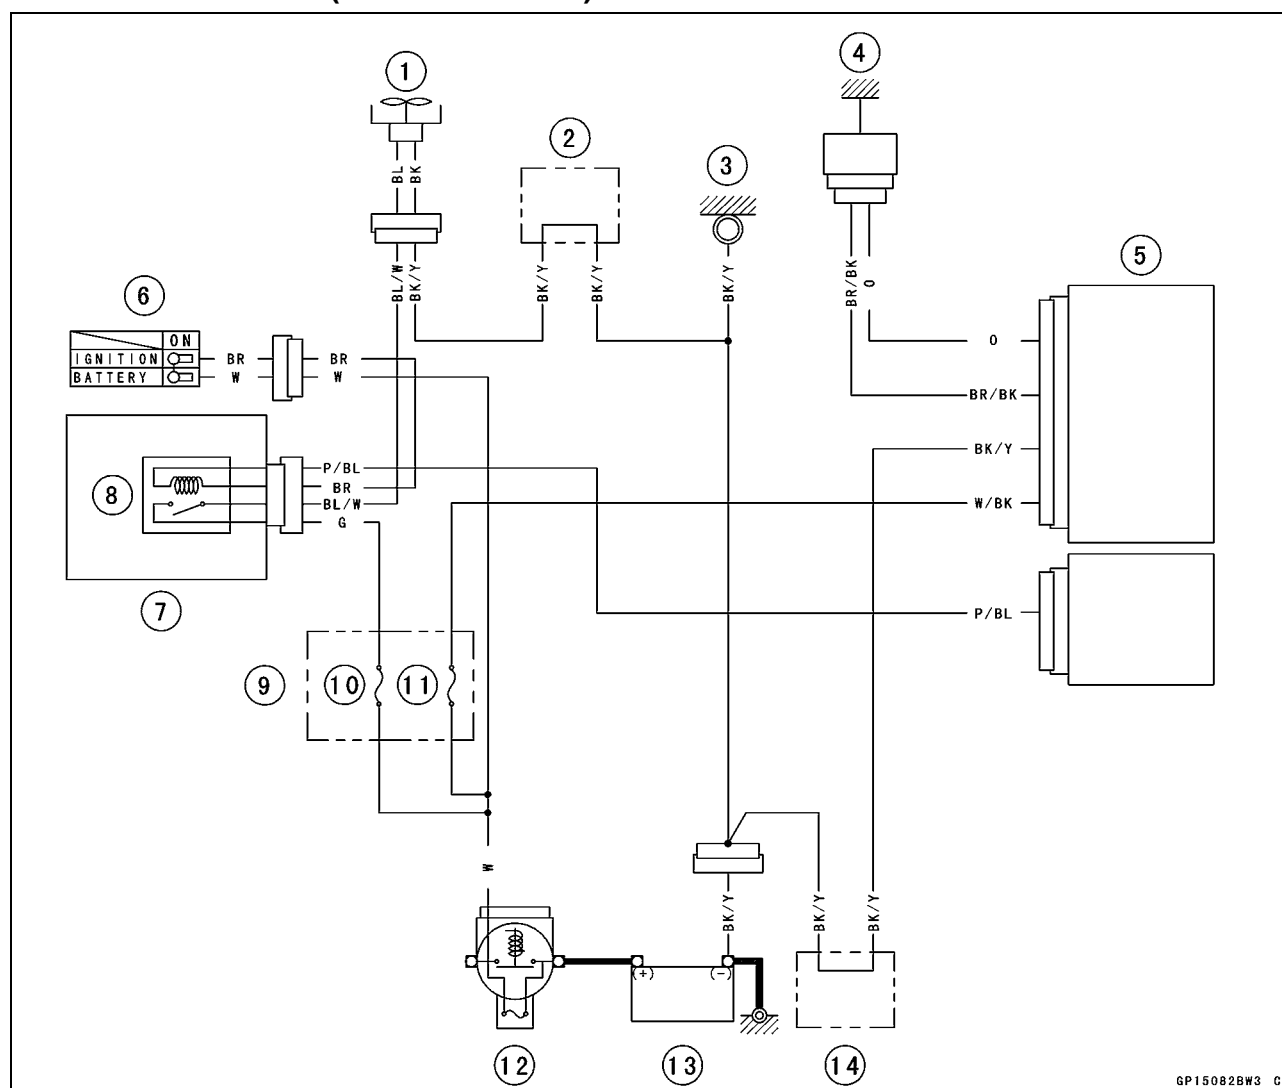 1
4
2
3
BL
BK
5
BL/W
BK/Y
BK/Y
BK/Y
BK/Y
BR/BK
O
6
ON
IGNITION
BATTERY
BR
W
BR
W
O
BR/BK
BK/Y
W/BK
P/BL
BR
BL/W
G
8
7
P/BL
9
10
11
W
BK/Y
BK/Y
BK/Y
(+)
(-)
12
13
14
GP15082BW3 C